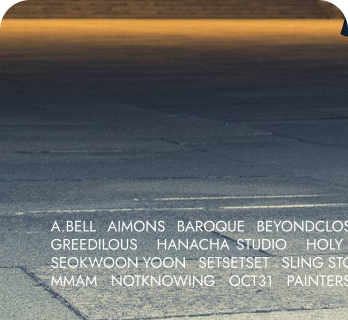 A.BELL AIMONS BAROQUE BEYONDCLOS
GREEDILOUS HANACHA STUDIO HOLY
SEOKWOON YOON SETSETSET SLING STO
MMAM NOTKNOWING OCT31 PAINTERS